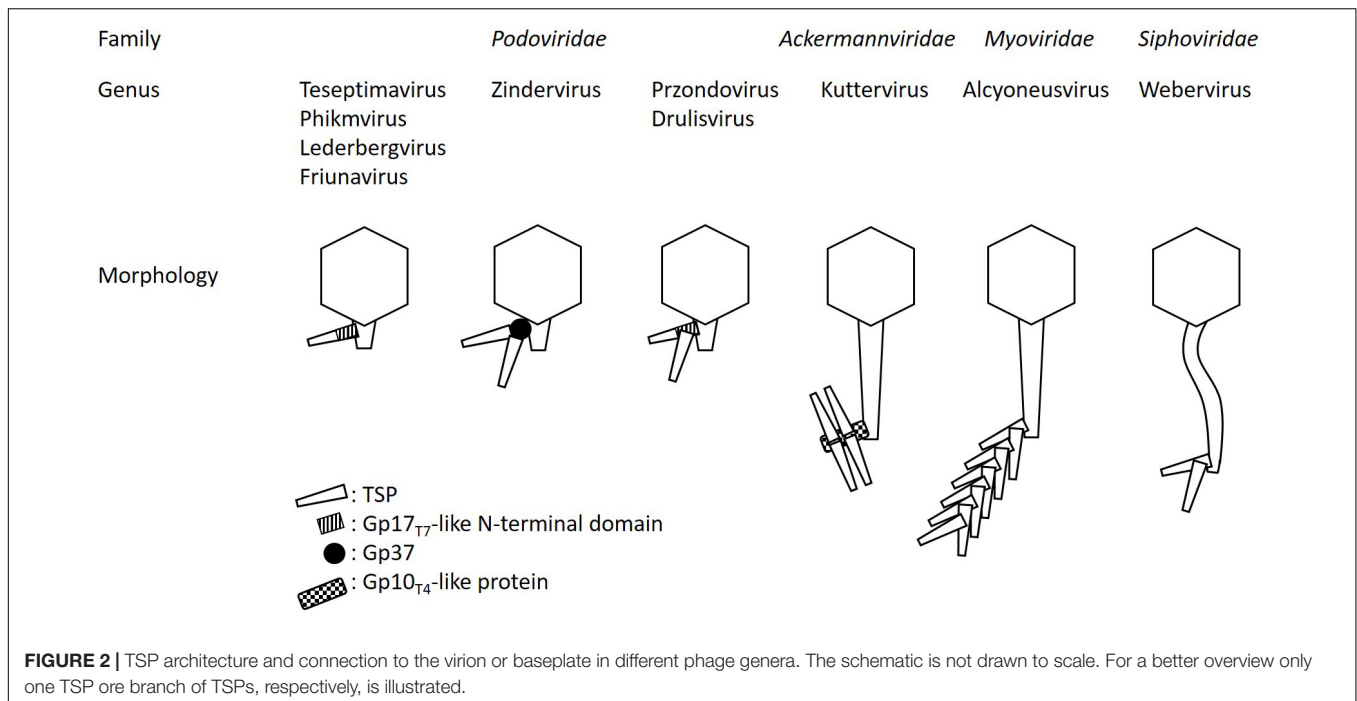 Family Podoviridae Ackermannviridae Myoviridae Siphoviridae
Genus Teseptimavirus Zindervirus Przondovirus Kuttervirus Alcyoneusvirus Webervirus
Phikmvirus Drulisvirus
Lederbergvirus
Friunavirus
Morphology
: TSP
: Gp17T7-like N-terminal domain
: Gp37
: Gp10T4-like protein
FIGURE 2 | TSP architecture and connection to the virion or baseplate in different phage genera. The schematic is not drawn to scale. For a better overview only
one TSP ore branch of TSPs, respectively, is illustrated.